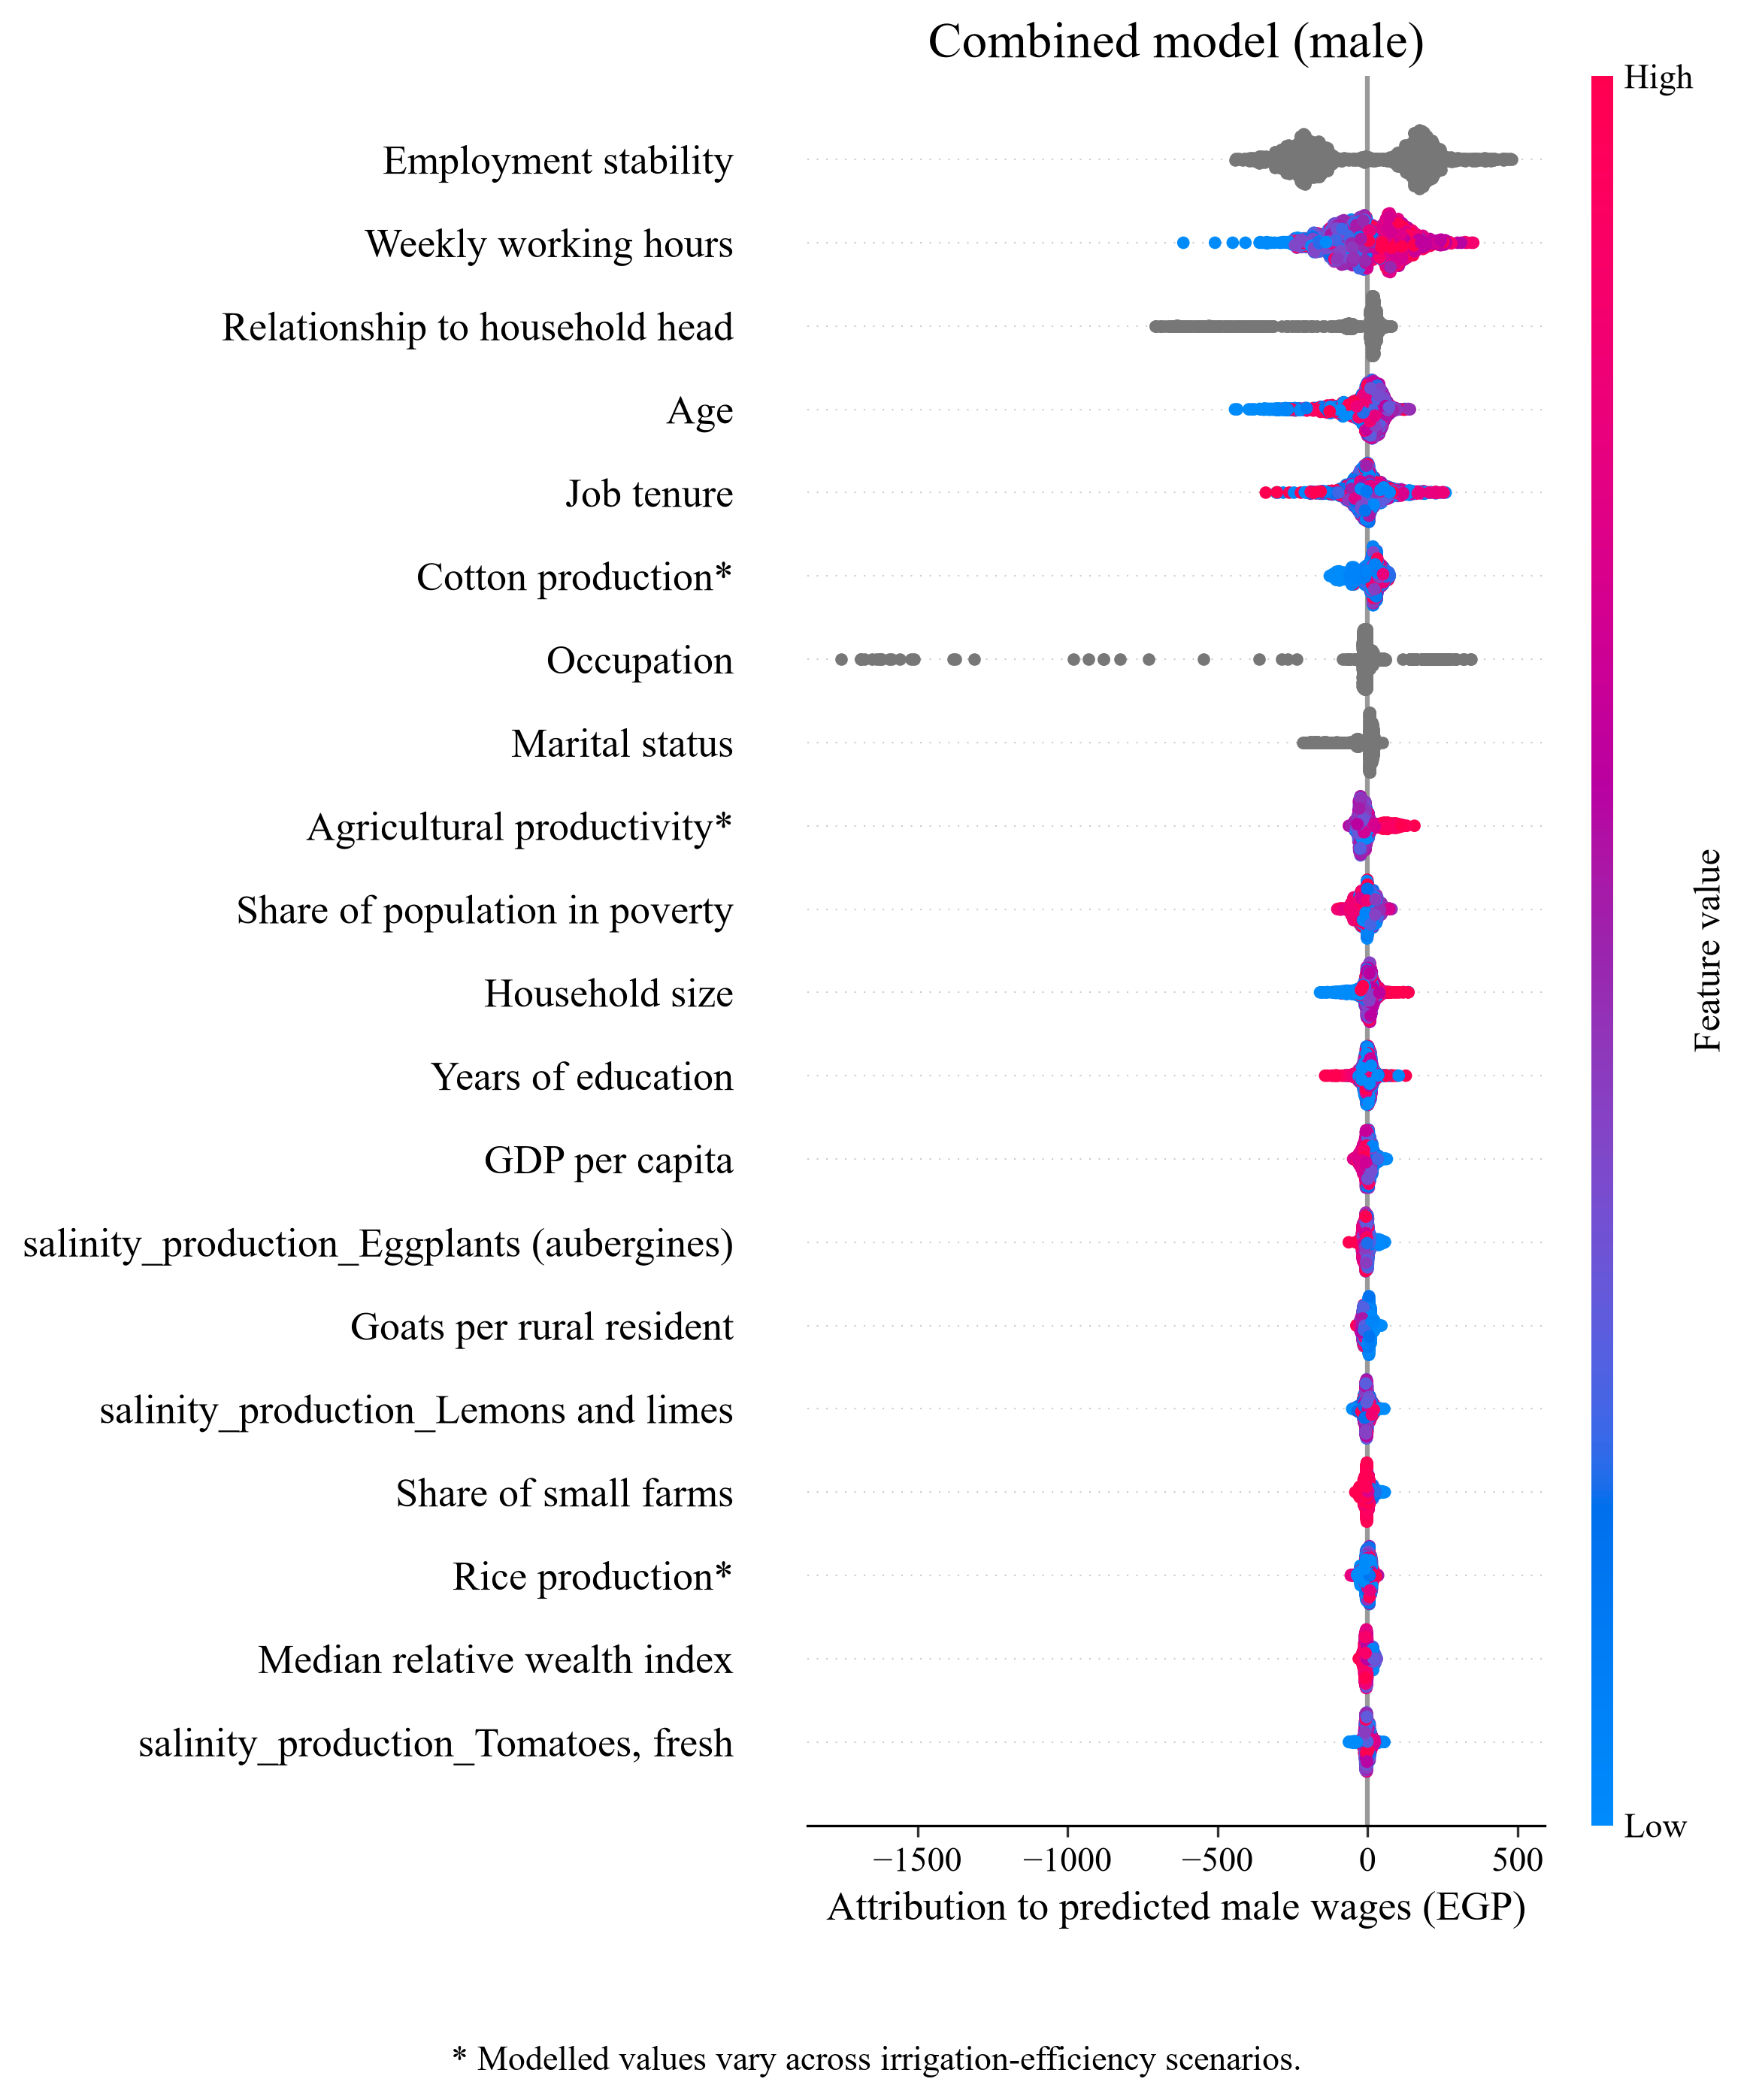 Combined model (male)
High
Employment stability
Weekly working hours
Relationship to household head
Age
Job tenure
Cotton production*
Occupation
Marital status
Agricultural productivity*
Share of population in poverty
Household size
Years of education
GDP per capita
salinity_production_Eggplants (aubergines)
Goats per rural resident
salinity_production_Lemons and limes
Share of small farms
Rice production*
Median relative wealth index
salinity_production_Tomatoes, fresh
Feature value
Low
−1500 −1000 −500 0 500
Attribution to predicted male wages (EGP)
* Modelled values vary across irrigation-efficiency scenarios.